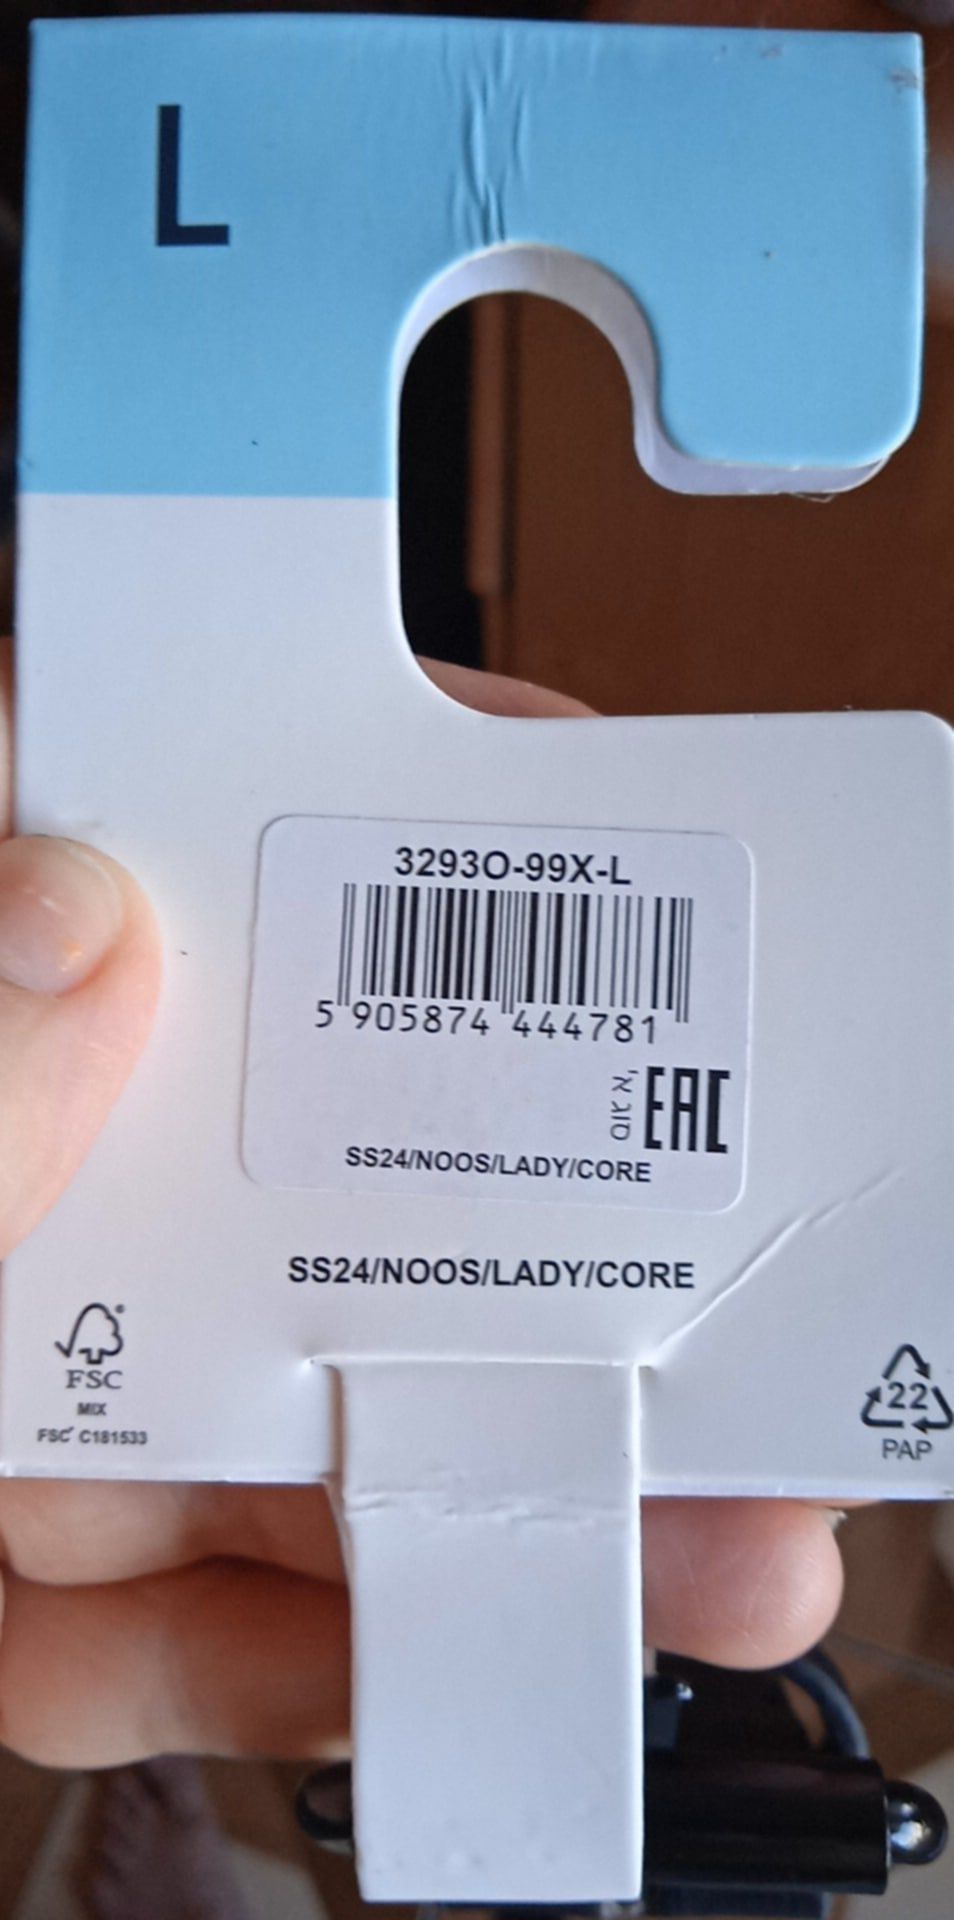 L
3293O-99X-L
5 905874 444781
EAC
SS24/NOOS/LADY/CORE
SS24/NOOS/LADY/CORE
FSC
MIX
FSC® C181533
22
PAP